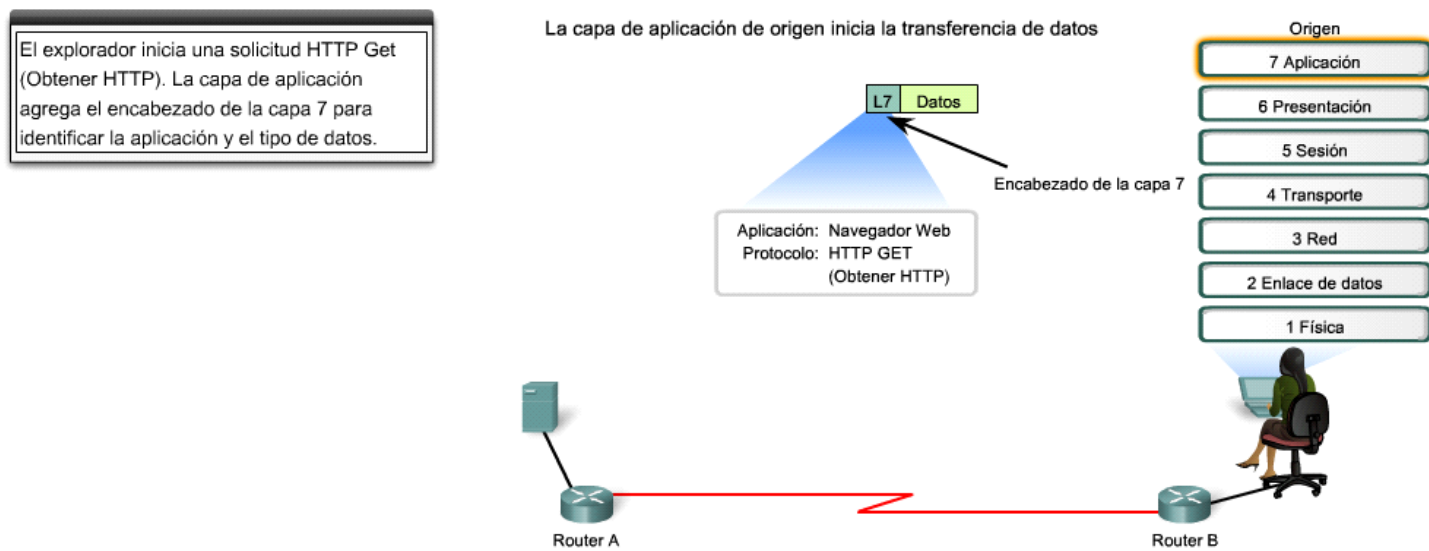 El explorador inicia una solicitud HTTP Get
(Obtener HTTP). La capa de aplicación
agrega el encabezado de la capa 7 para
identificar la aplicación y el tipo de datos.
La capa de aplicación de origen inicia la transferencia de datos
L7 Datos
Encabezado de la capa 7
Aplicación: Navegador Web
Protocolo: HTTP GET
(Obtener HTTP)
Origen
7 Aplicación
6 Presentación
5 Sesión
4 Transporte
3 Red
2 Enlace de datos
1 Física
Router A
Router B